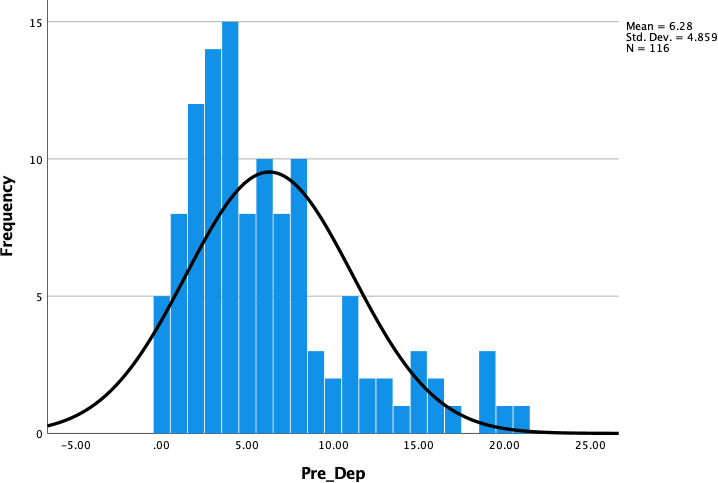 15
10
5
0
Frequency
-5.00
.00
5.00
10.00
15.00
20.00
25.00
Pre_Dep
Mean = 6.28
Std. Dev. = 4.859
N = 116